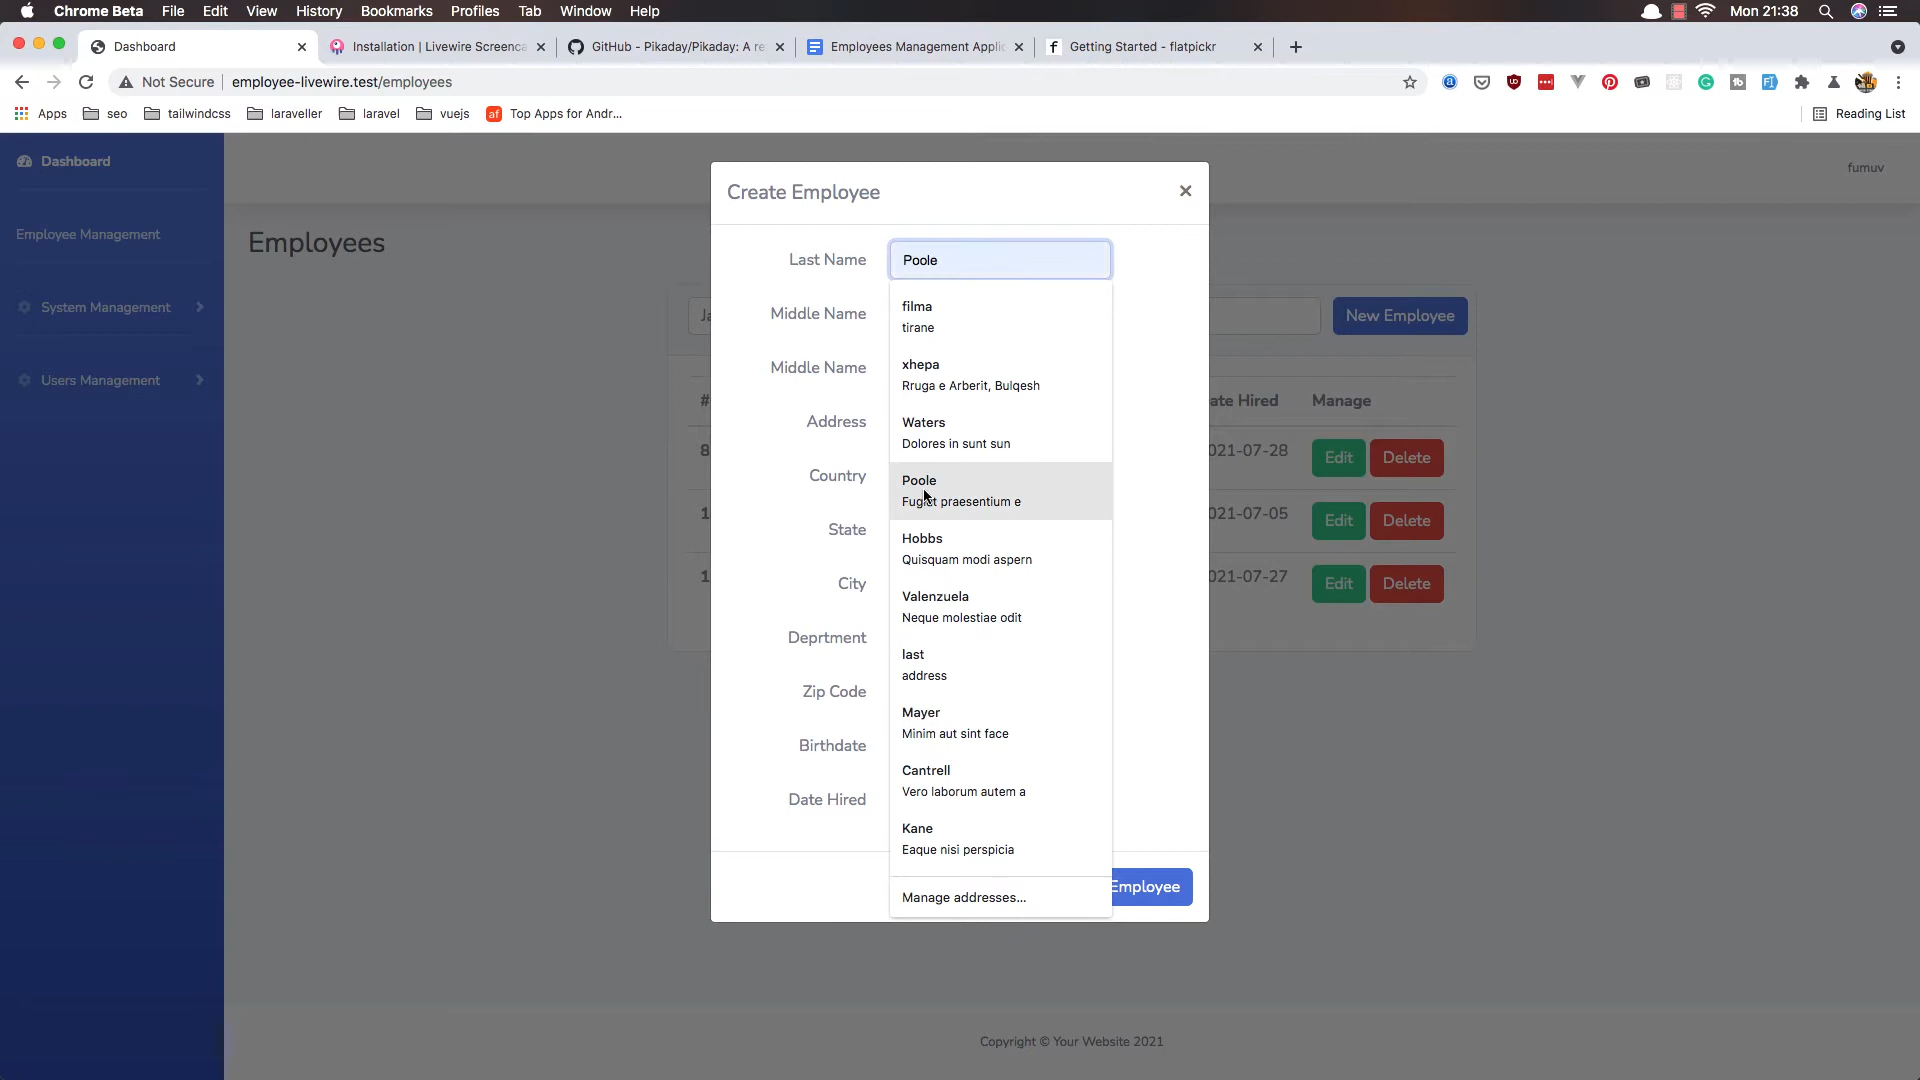 Chrome Beta File Edit View History Bookmarks Profiles Tab Window Help Mon 21:38
Dashboard Installation | Livewire Screenca GitHub - Pikaday/Pikaday: A re Employees Management Applic Getting Started - flatpickr
Not Secure employee-livewire.test/employees
Apps seo tailwindcss laraveller laravel vuejs Top Apps for Andr... Reading List
Dashboard
fumuv
Create Employee
Employee Management
Employees
Last Name Poole
System Management
New Employee
filma
tirane
Middle Name
xhepa
Rruga e Arberit, Bulqesh
Middle Name
Users Management
# ate Hired Manage
Waters
Dolores in sunt sun
Address
8 021-07-28 Edit Delete
Poole
Fugiat praesentium e
Country
1 021-07-05 Edit Delete
Hobbs
Quisquam modi aspern
State
1 021-07-27 Edit Delete
Valenzuela
Neque molestiae odit
City
Deprtment
last
address
Zip Code
Mayer
Minim aut sint face
Birthdate
Cantrell
Vero laborum autem a
Date Hired
Kane
Eaque nisi perspicia
Employee
Manage addresses...
Copyright © Your Website 2021